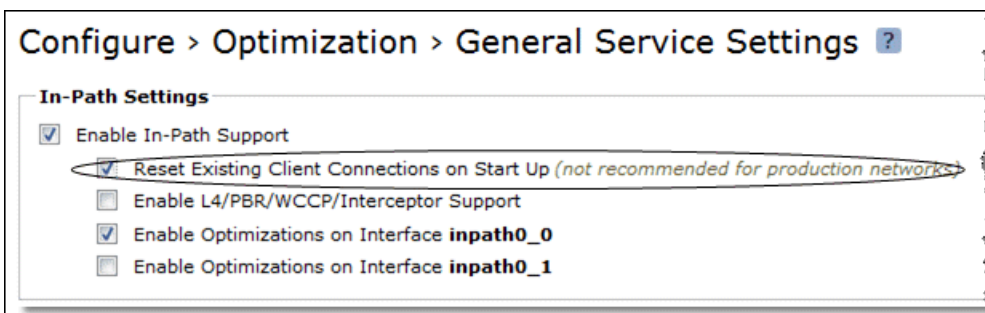 Configure > Optimization > General Service Settings ?
In-Path Settings
Enable In-Path Support
Reset Existing Client Connections on Start Up (not recommended for production networks)
Enable L4/PBR/WCCP/Interceptor Support
Enable Optimizations on Interface inpath0_0
Enable Optimizations on Interface inpath0_1